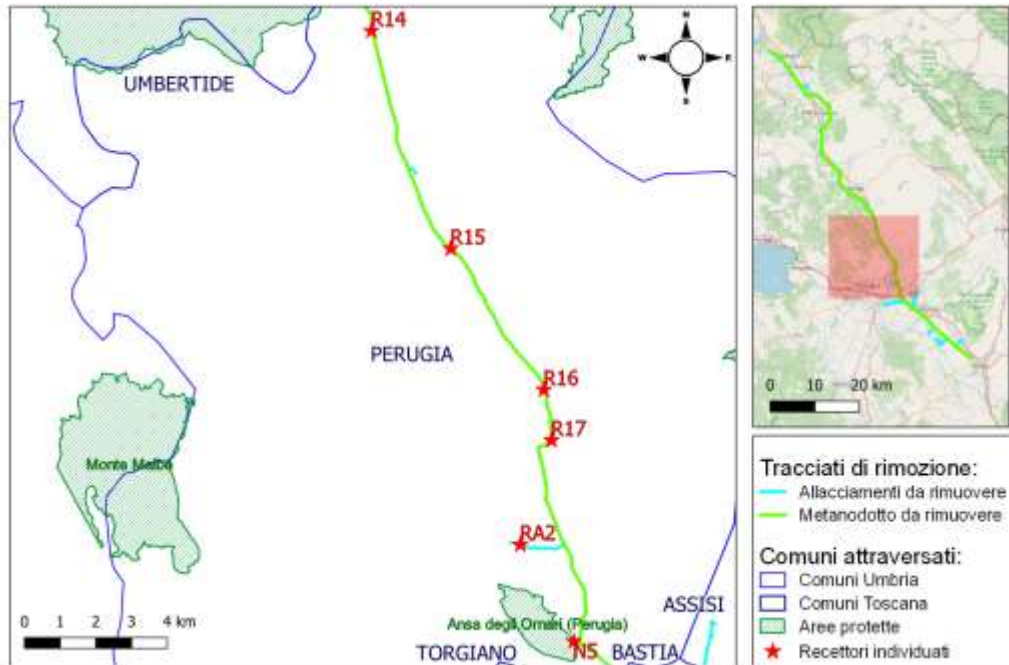 R14
N
W E
S
UMBERTIDE
R15
PERUGIA
R16
R17
Monte Malbe
RA2
ASSISI
Ansa degli Ornari (Perugia)
N5
TORGIANO
BASTIA
0 1 2 3 4 km
0 10 20 km
Tracciati di rimozione:
Allacciamenti da rimuovere
Metanodotto da rimuovere
Comuni attraversati:
Comuni Umbria
Comuni Toscana
Aree protette
Recettori individuati